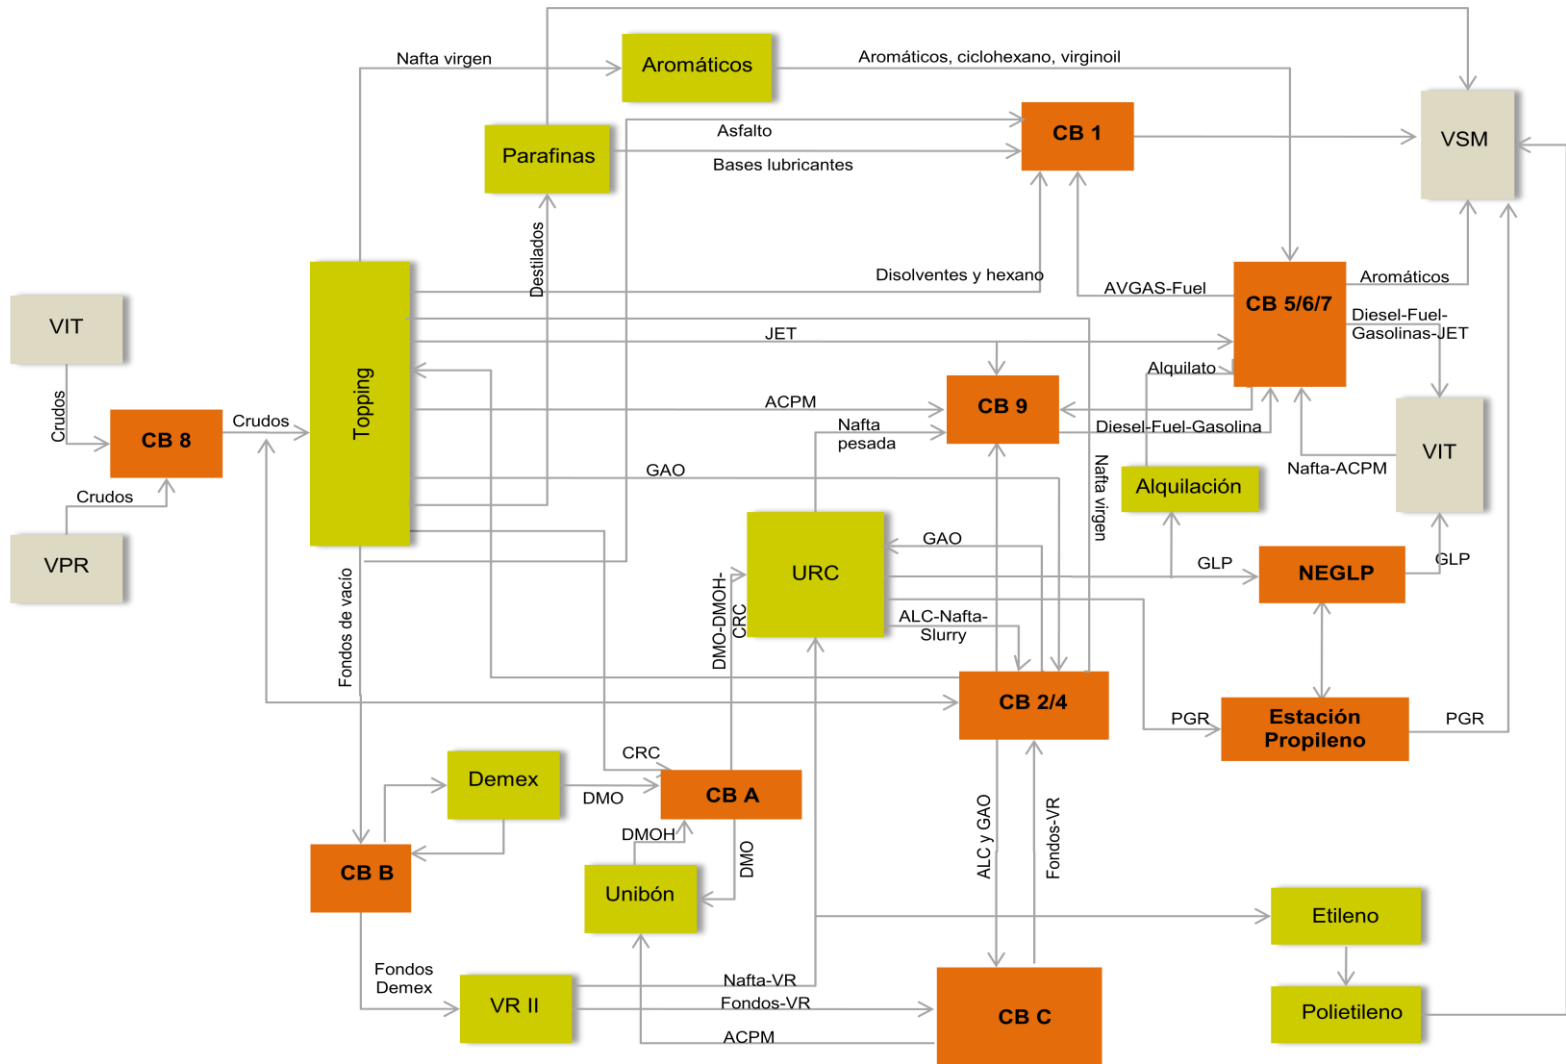 Nafta virgen
Aromáticos
Aromáticos, ciclohexano, virginoil
Asfalto
CB 1
VSM
Parafinas
Bases lubricantes
Destilados
Disolventes y hexano
AVGAS-Fuel
CB 5/6/7
Aromáticos
Diesel-Fuel-
Gasolinas-JET
VIT
JET
Topping
Alquilato
Crudos
ACPM
CB 9
CB 8
Crudos
Nafta
pesada
Diesel-Fuel-Gasolina
VIT
Nafta-ACPM
GAO
Nafta virgen
Alquilación
Crudos
VPR
GAO
URC
GLP
NEGLP
GLP
Fondos de vacío
DMO-DMOH-
CRC
ALC-Nafta-
Slurry
CB 2/4
PGR
Estación
Propileno
PGR
CRC
Demex
DMO
CB A
ALC y GAO
Fondos-VR
DMOH
DMO
CB B
Unibón
Etileno
Fondos
Demex
Nafta-VR
VR II
Fondos-VR
CB C
Polietileno
ACPM